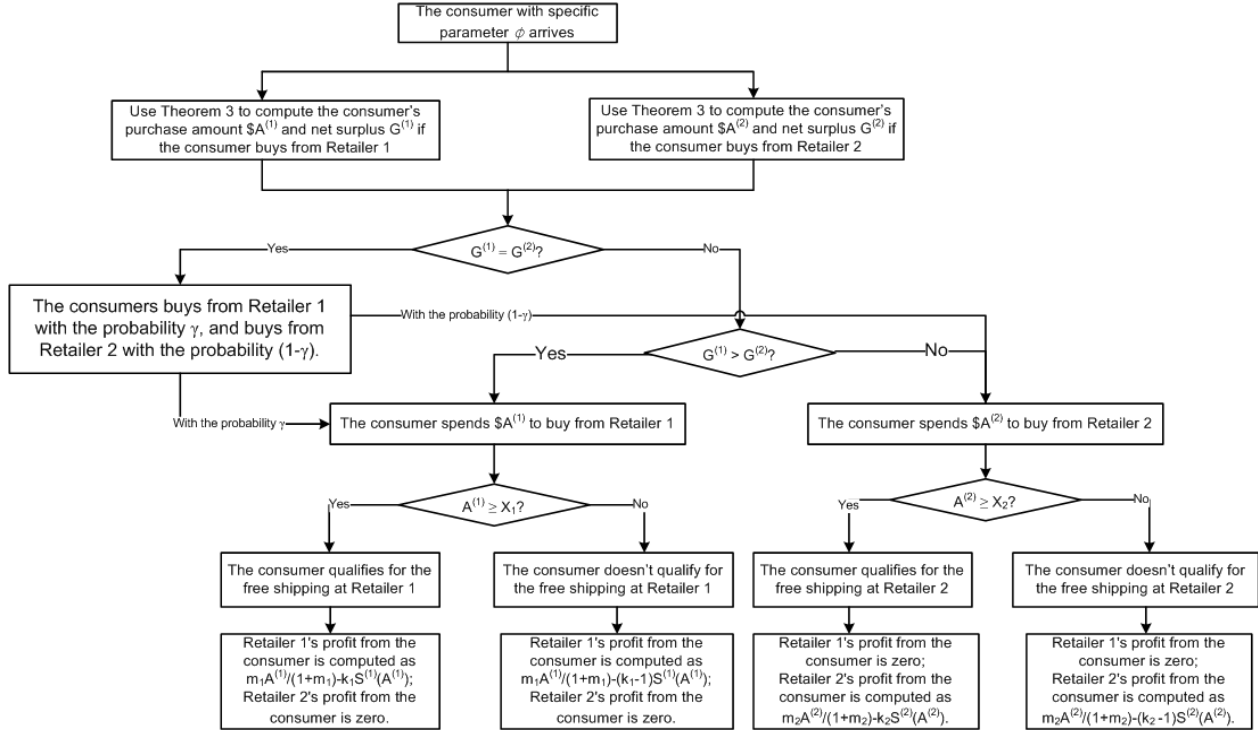 The consumer with specific
parameter ϕ arrives
Use Theorem 3 to compute the consumer's
purchase amount $A⁽¹⁾ and net surplus G⁽¹⁾ if
the consumer buys from Retailer 1
Use Theorem 3 to compute the consumer's
purchase amount $A⁽²⁾ and net surplus G⁽²⁾ if
the consumer buys from Retailer 2
Yes
G⁽¹⁾ = G⁽²⁾?
No
The consumers buys from Retailer 1
with the probability γ, and buys from
Retailer 2 with the probability (1-γ).
With the probability (1-γ)
Yes
G⁽¹⁾ > G⁽²⁾?
No
With the probability γ
The consumer spends $A⁽¹⁾ to buy from Retailer 1
The consumer spends $A⁽²⁾ to buy from Retailer 2
Yes
A⁽¹⁾ ≥ X₁?
No
Yes
A⁽²⁾ ≥ X₂?
No
The consumer qualifies for the
free shipping at Retailer 1
The consumer doesn't qualify for
the free shipping at Retailer 1
The consumer qualifies for the
free shipping at Retailer 2
The consumer doesn't qualify for
the free shipping at Retailer 2
Retailer 1's profit from the
consumer is computed as
m₁A⁽¹⁾/(1+m₁)-k₁S⁽¹⁾(A⁽¹⁾);
Retailer 2's profit from the
consumer is zero.
Retailer 1's profit from the
consumer is computed as
m₁A⁽¹⁾/(1+m₁)-(k₁-1)S⁽¹⁾(A⁽¹⁾);
Retailer 2's profit from the
consumer is zero.
Retailer 1's profit from the
consumer is zero;
Retailer 2's profit from the
consumer is computed as
m₂A⁽²⁾/(1+m₂)-k₂S⁽²⁾(A⁽²⁾).
Retailer 1's profit from the
consumer is zero;
Retailer 2's profit from the
consumer is computed as
m₂A⁽²⁾/(1+m₂)-(k₂-1)S⁽²⁾(A⁽²⁾).